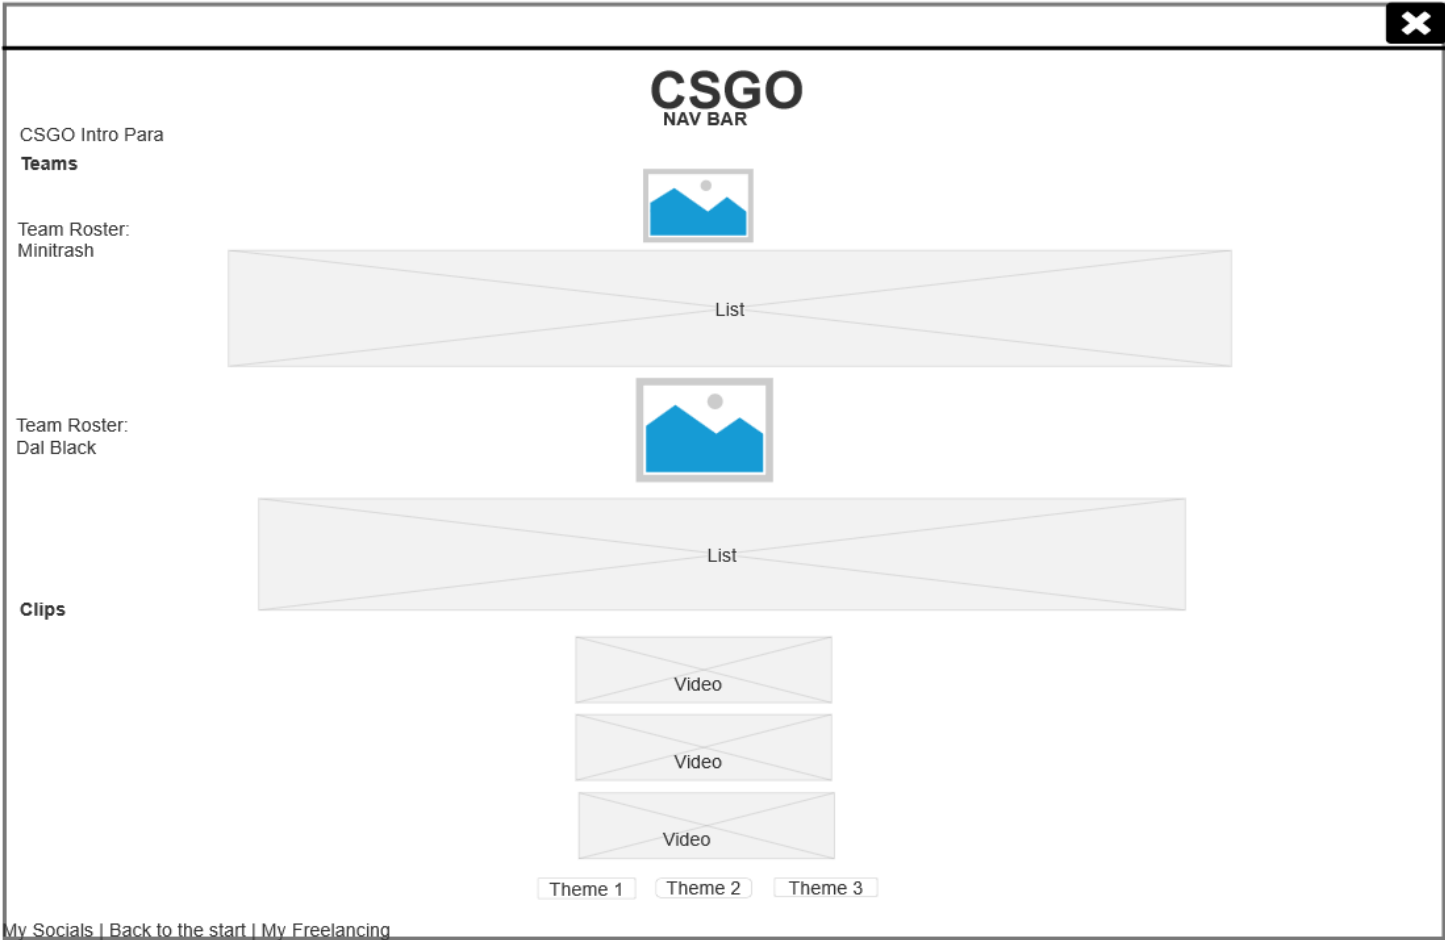 CSGO
NAV BAR
CSGO Intro Para
Teams
Team Roster:
Minitrash
List
Team Roster:
Dal Black
List
Clips
Video
Video
Video
Theme 1 Theme 2 Theme 3
My Socials | Back to the start | My Freelancing